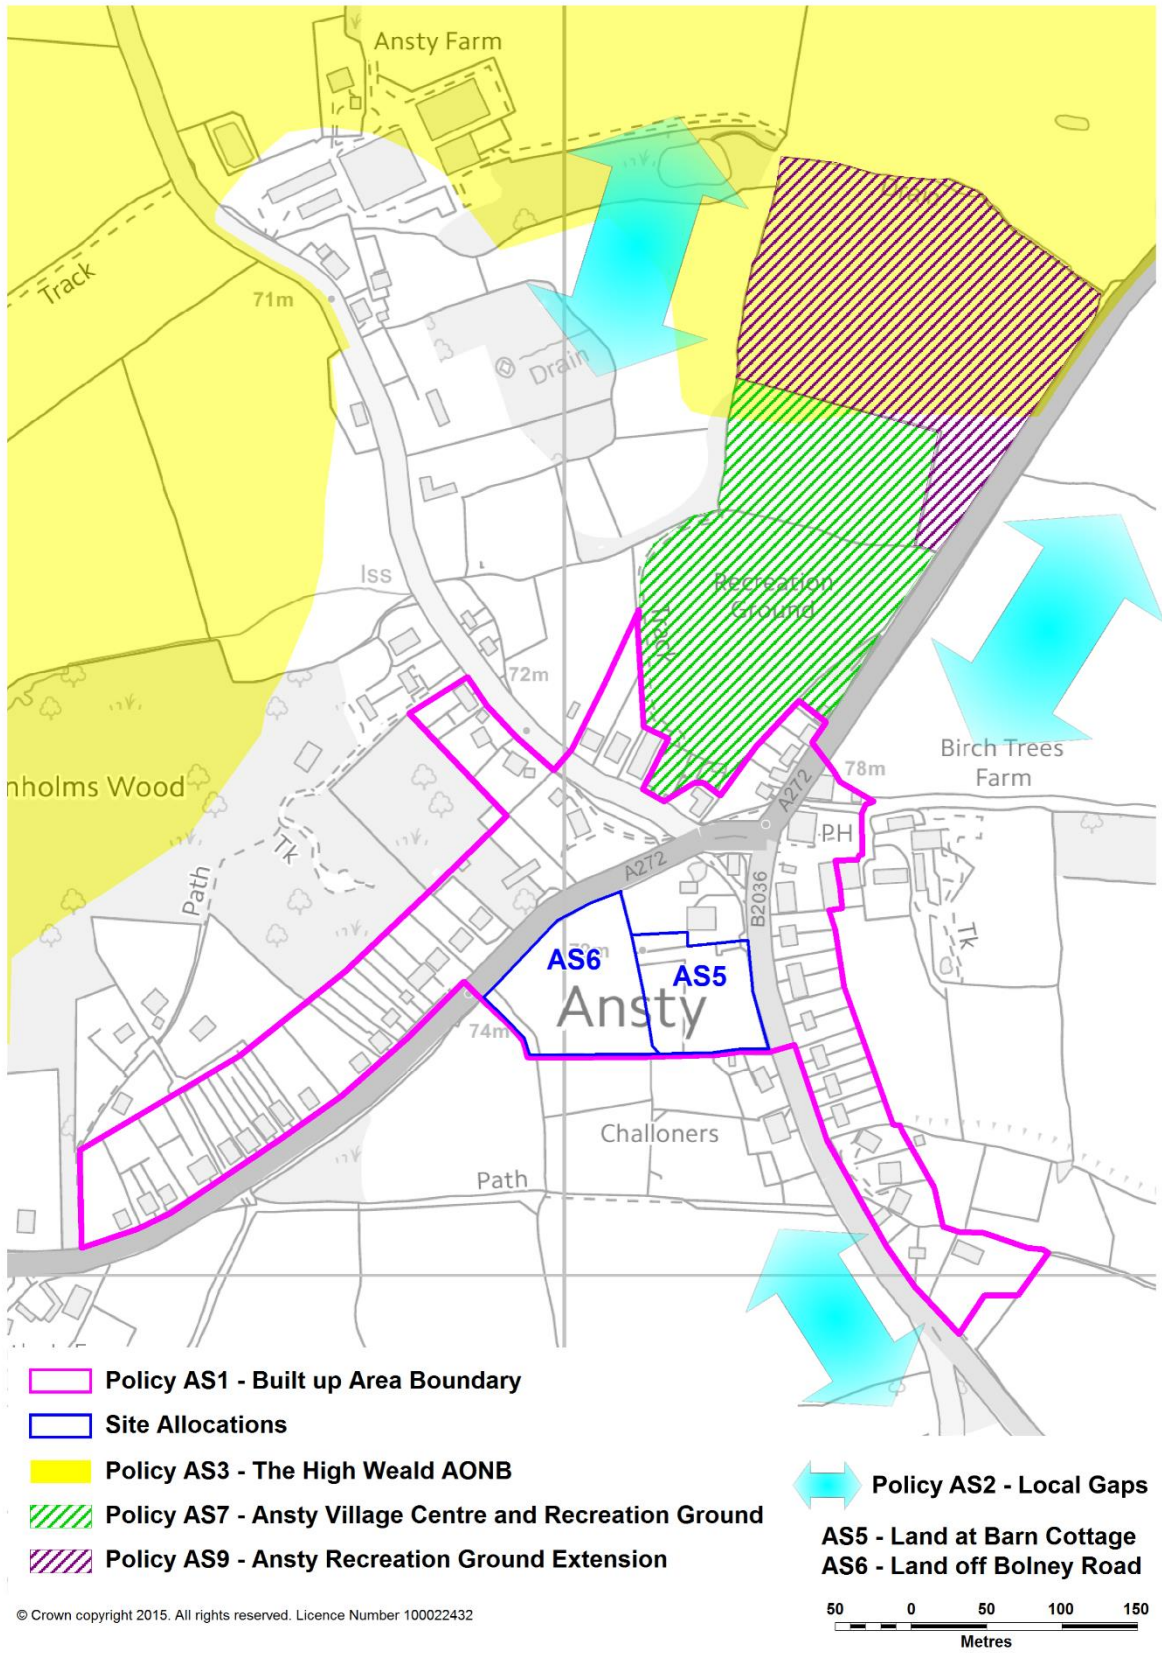 Ansty Farm
Track
71m
Drain
Drain
Iss
Recreation
Ground
Track
72m
Birch Trees
Farm
78m
nholms Wood
A272
PH
Tk
A272
Path
B2036
Tk
AS6
AS5
Ansty
74m
Challoners
Path
Policy AS1 - Built up Area Boundary
Site Allocations
Policy AS3 - The High Weald AONB
Policy AS7 - Ansty Village Centre and Recreation Ground
Policy AS9 - Ansty Recreation Ground Extension
Policy AS2 - Local Gaps
AS5 - Land at Barn Cottage
AS6 - Land off Bolney Road
© Crown copyright 2015. All rights reserved. Licence Number 100022432
50 0 50 100 150
Metres